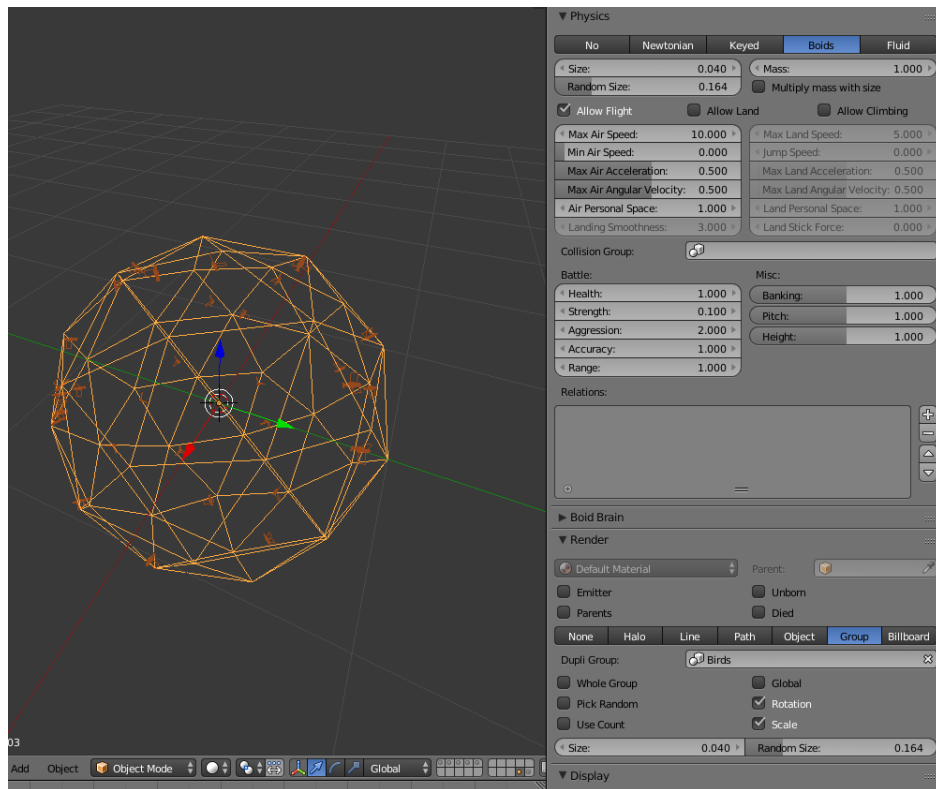 Physics
No Newtonian Keyed Boids Fluid
Size: 0.040 Mass: 1.000
Random Size: 0.164 Multiply mass with size
Allow Flight Allow Land Allow Climbing
Max Air Speed: 10.000 Max Land Speed: 5.000
Min Air Speed: 0.000 Jump Speed: 0.000
Max Air Acceleration: 0.500 Max Land Acceleration: 0.500
Max Air Angular Velocity: 0.500 Max Land Angular Velocity: 0.500
Air Personal Space: 1.000 Land Personal Space: 1.000
Landing Smoothness: 3.000 Land Stick Force: 0.000
Collision Group:
Battle: Misc:
Health: 1.000 Banking: 1.000
Strength: 0.100 Pitch: 1.000
Aggression: 2.000 Height: 1.000
Accuracy: 1.000
Range: 1.000
Relations:
Boid Brain
Render
Default Material Parent:
Emitter Unborn
Parents Died
None Halo Line Path Object Group Billboard
Dupli Group: Birds
Whole Group Global
Pick Random Rotation
Use Count Scale
Size: 0.040 Random Size: 0.164
Display
03
Add Object Object Mode Global